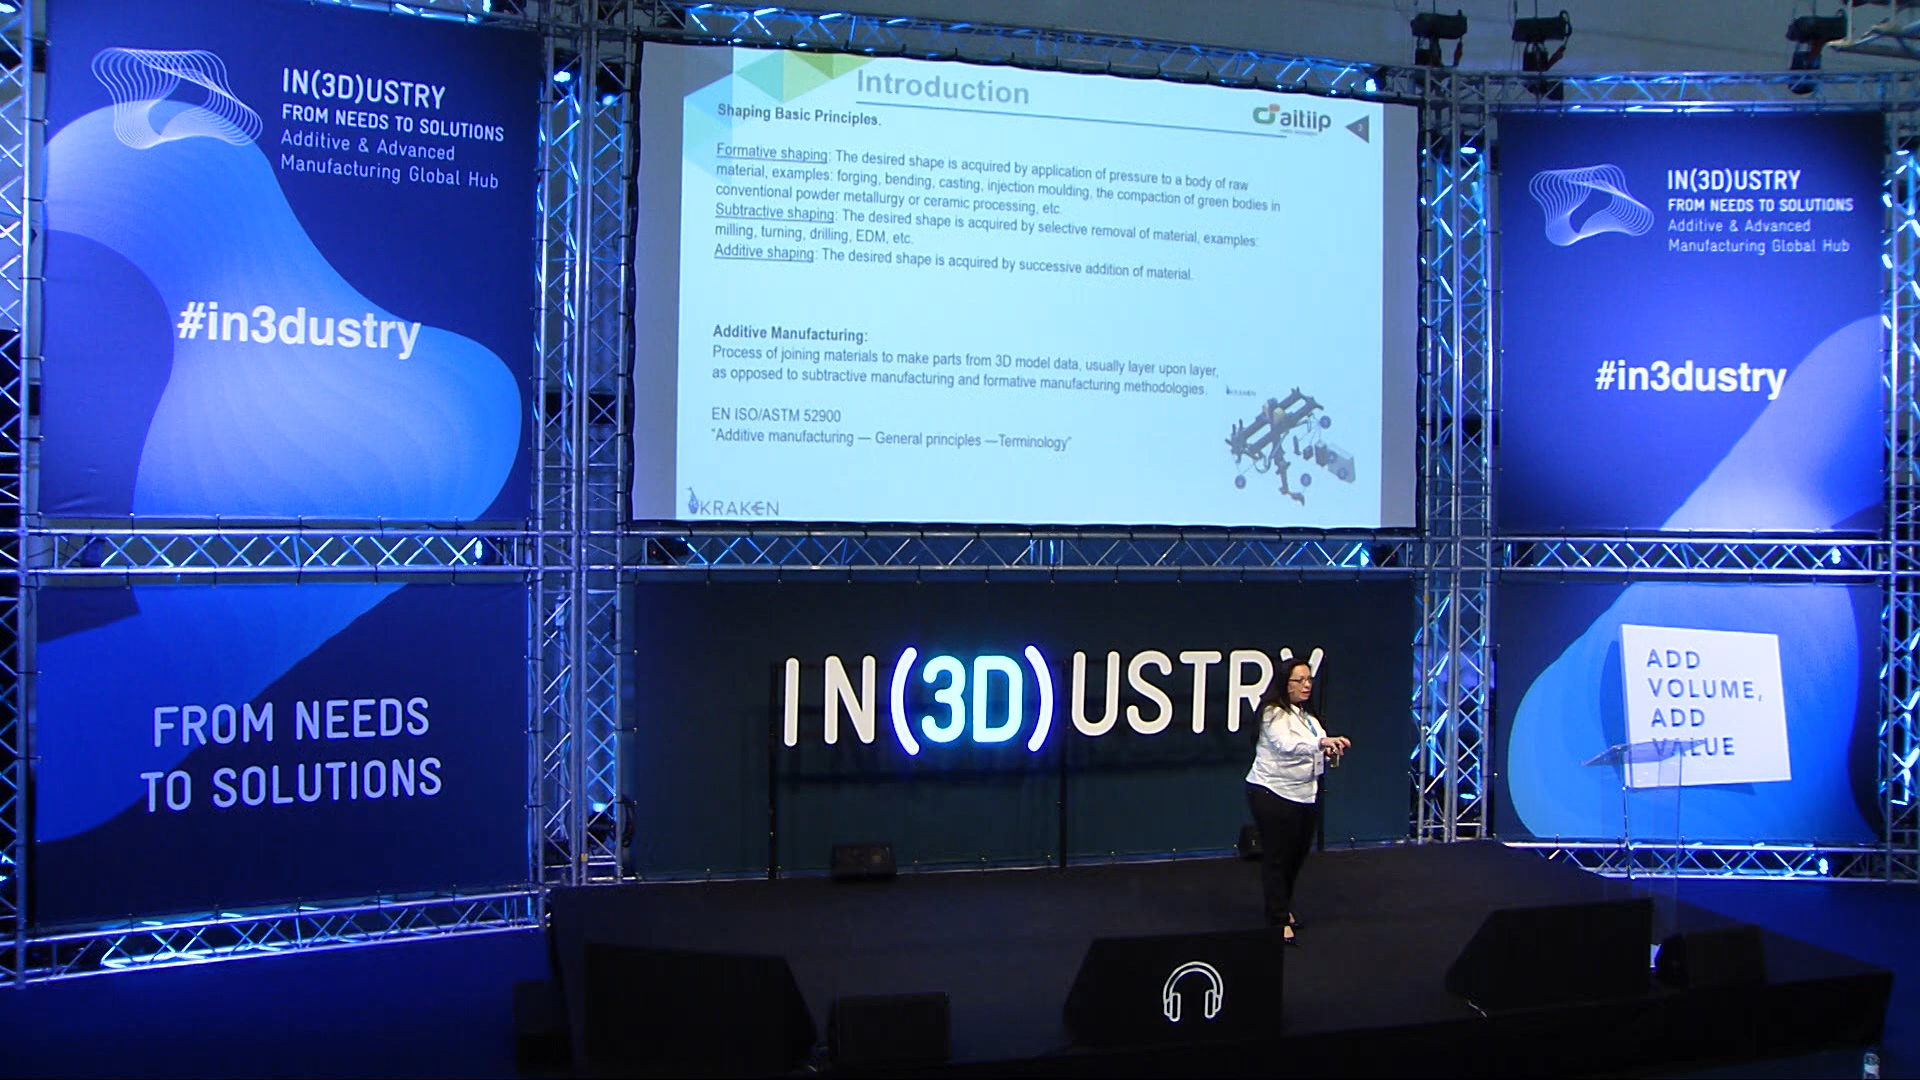 IN(3D)USTRY
FROM NEEDS TO SOLUTIONS
Additive & Advanced
Manufacturing Global Hub
#in3dustry
FROM NEEDS
TO SOLUTIONS
Introduction
aitiip
Shaping Basic Principles.
Formative shaping: The desired shape is acquired by application of pressure to a body of raw
material, examples: forging, bending, casting, injection moulding, the compaction of green bodies in
conventional powder metallurgy or ceramic processing, etc.
Subtractive shaping: The desired shape is acquired by selective removal of material, examples:
milling, turning, drilling, EDM, etc.
Additive shaping: The desired shape is acquired by successive addition of material.
Additive Manufacturing:
Process of joining materials to make parts from 3D model data, usually layer upon layer,
as opposed to subtractive manufacturing and formative manufacturing methodologies.
KRAKEN
EN ISO/ASTM 52900
"Additive manufacturing — General principles —Terminology"
KRAKEN
IN(3D)USTRY
IN(3D)USTRY
FROM NEEDS TO SOLUTIONS
Additive & Advanced
Manufacturing Global Hub
#in3dustry
ADD
VOLUME,
ADD
VALUE